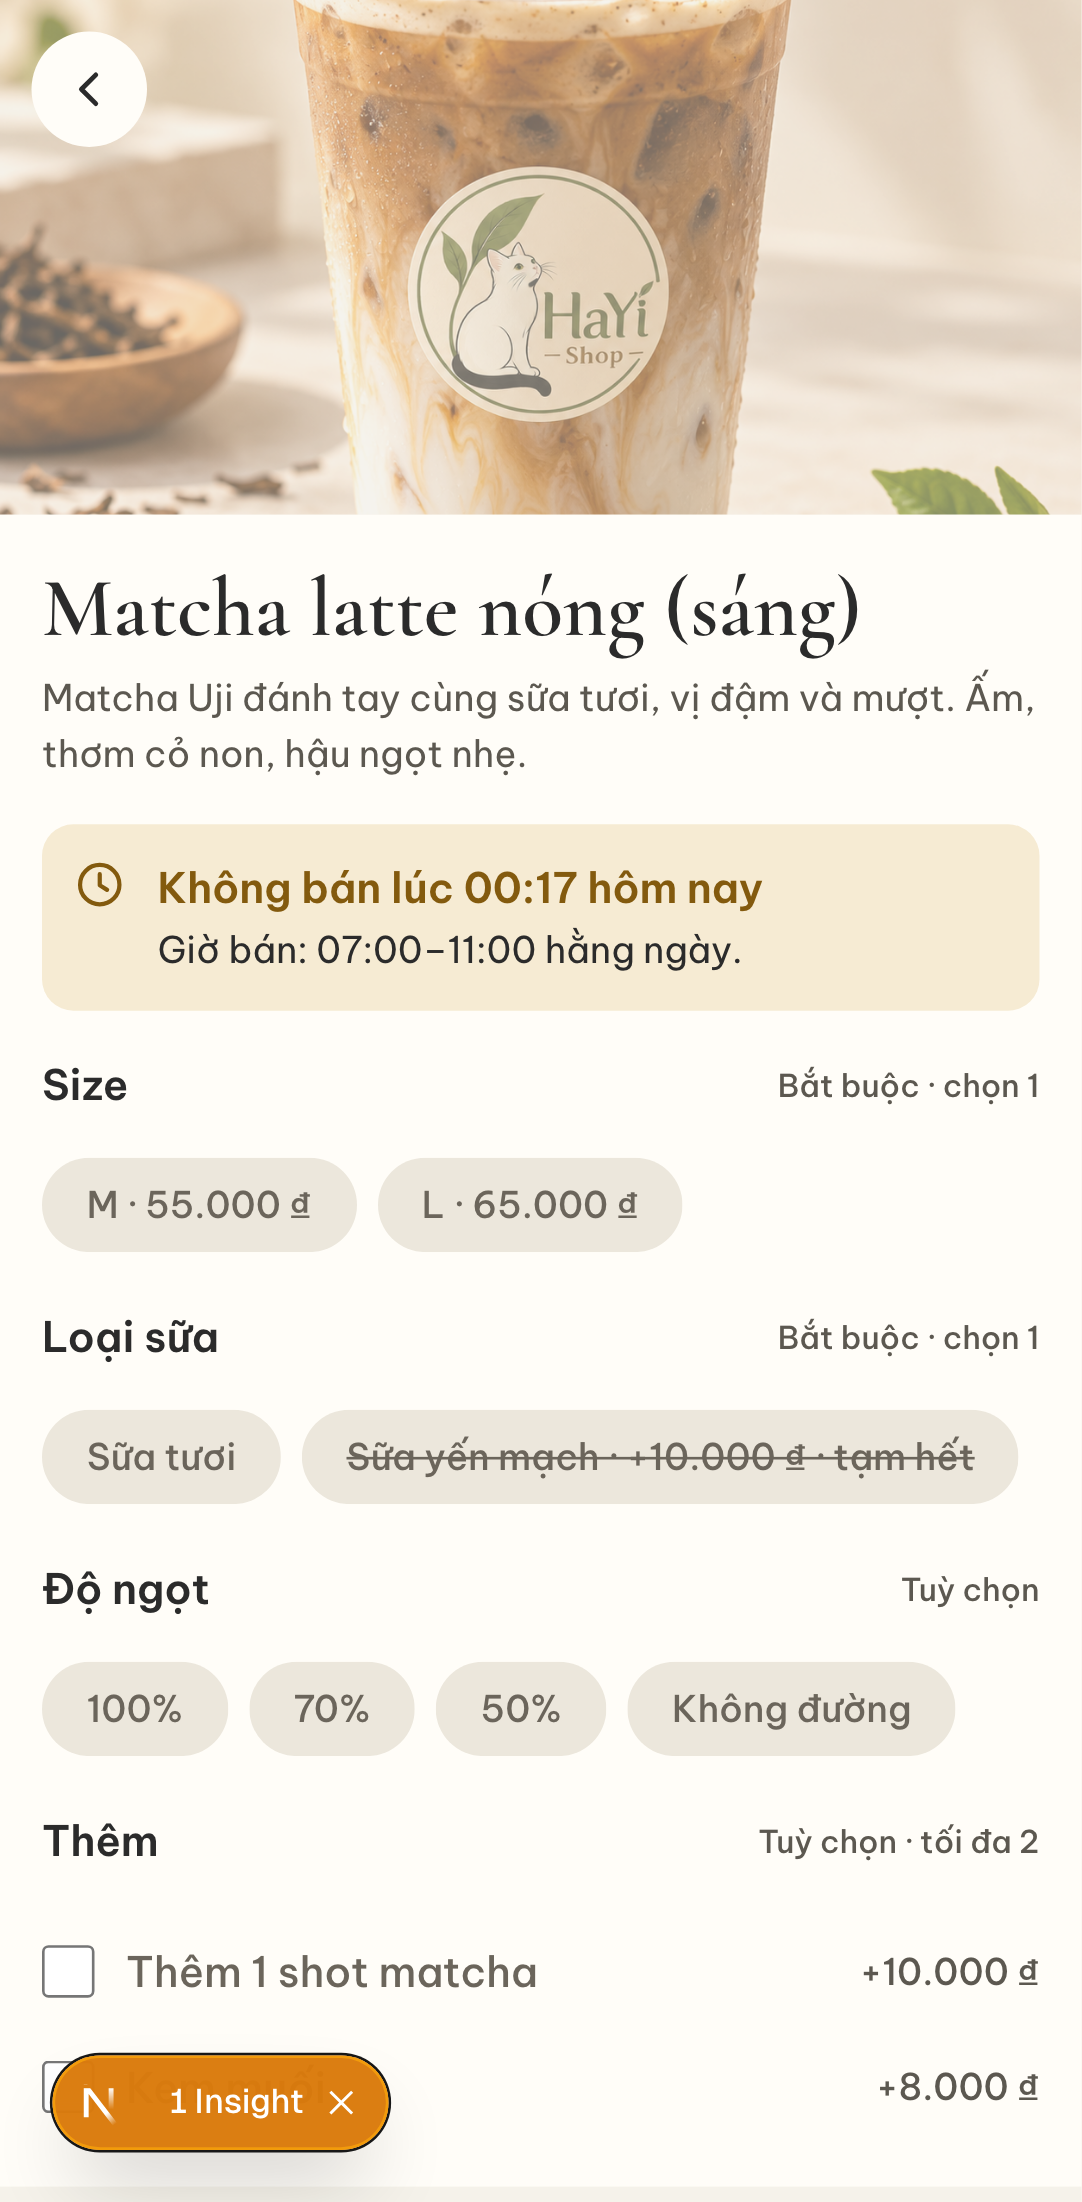 HaYi
Shop
Matcha latte nóng (sáng)
Matcha Uji đánh tay cùng sữa tươi, vị đậm và mượt. Ấm,
thơm cỏ non, hậu ngọt nhẹ.
Không bán lúc 00:17 hôm nay
Giờ bán: 07:00–11:00 hằng ngày.
Size
Bắt buộc · chọn 1
M · 55.000 ₫
L · 65.000 ₫
Loại sữa
Bắt buộc · chọn 1
Sữa tươi
Sữa yến mạch · +10.000 ₫ · tạm hết
Độ ngọt
Tuỳ chọn
100%
70%
50%
Không đường
Thêm
Tuỳ chọn · tối đa 2
Thêm 1 shot matcha
+10.000 ₫
+8.000 ₫
N 1 Insight